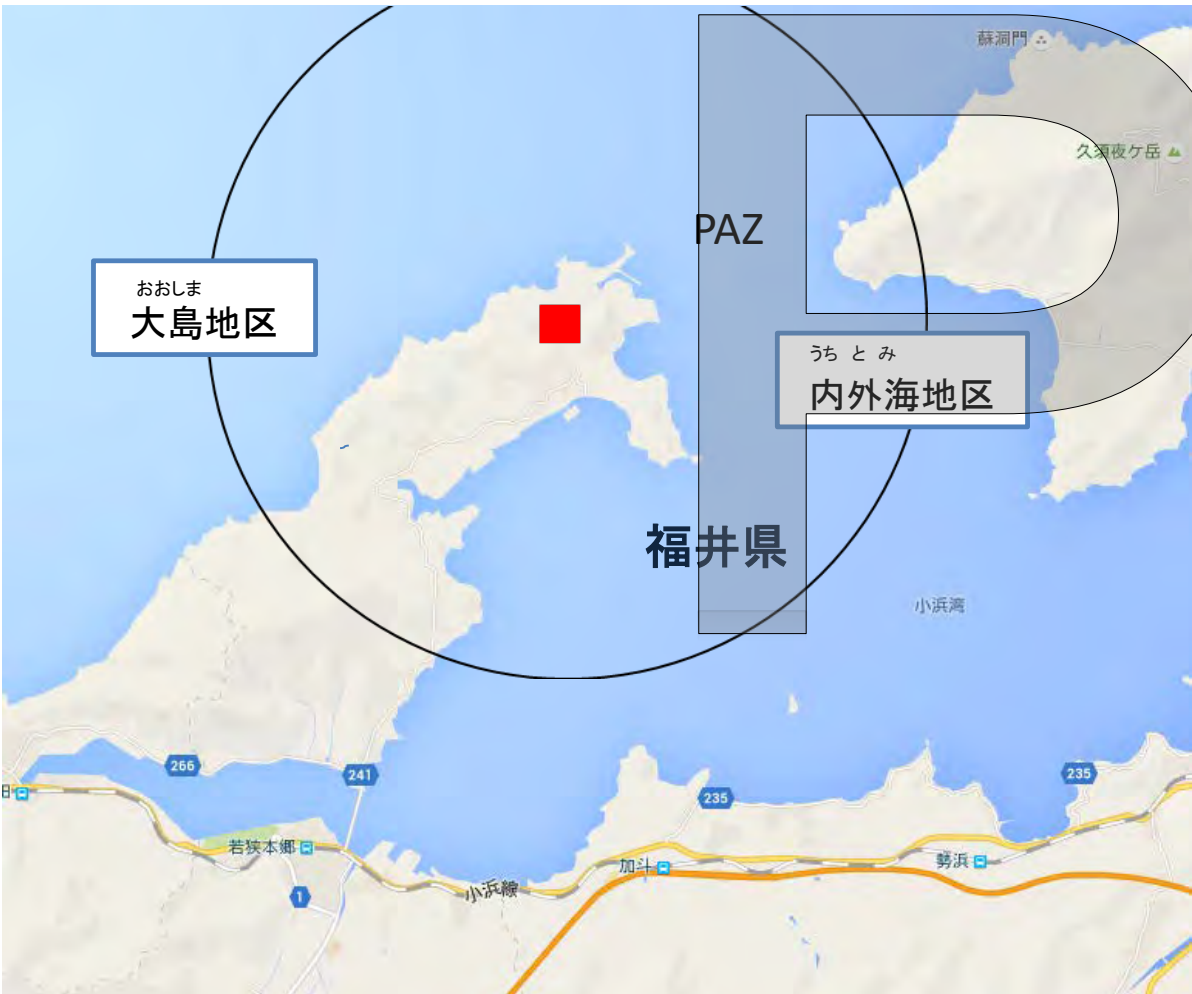 蘇洞門
久須夜ケ岳
PAZ
おおしま
大島地区
うち と み
内外海地区
福井県
小浜湾
266
241
235
235
若狭本郷
加斗
勢浜
小浜線
1
P